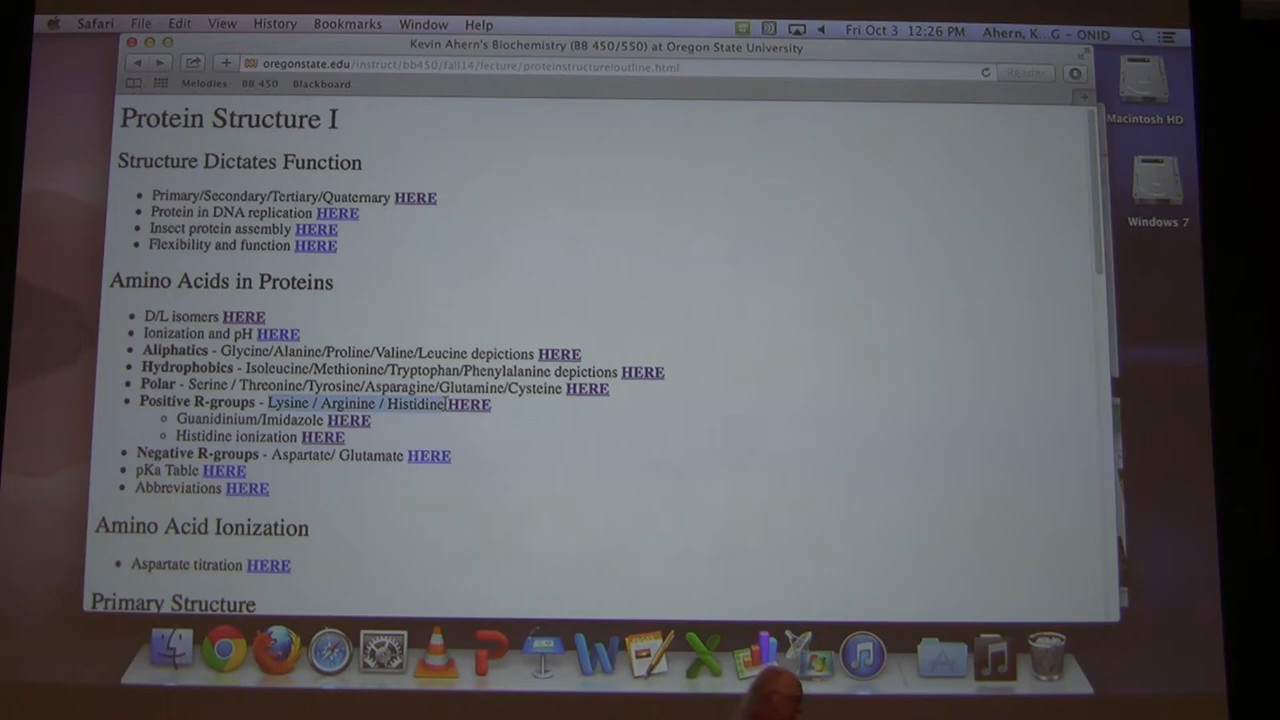 Safari File Edit View History Bookmarks Window Help Fri Oct 3 12:26 PM Ahern, K...G - ONID
Kevin Ahern's Biochemistry (BB 450/550) at Oregon State University
oregonstate.edu/instruct/bb450/fall14/lecture/proteinstructureIoutline.html Reader
Melodies BB 450 Blackboard
Macintosh HD
Windows 7
Protein Structure I
Structure Dictates Function
• Primary/Secondary/Tertiary/Quaternary HERE
• Protein in DNA replication HERE
• Insect protein assembly HERE
• Flexibility and function HERE
Amino Acids in Proteins
• D/L isomers HERE
• Ionization and pH HERE
• Aliphatics - Glycine/Alanine/Proline/Valine/Leucine depictions HERE
• Hydrophobics - Isoleucine/Methionine/Tryptophan/Phenylalanine depictions HERE
• Polar - Serine / Threonine/Tyrosine/Asparagine/Glutamine/Cysteine HERE
• Positive R-groups - Lysine / Arginine / Histidine HERE
◦ Guanidinium/Imidazole HERE
◦ Histidine ionization HERE
• Negative R-groups - Aspartate/ Glutamate HERE
• pKa Table HERE
• Abbreviations HERE
Amino Acid Ionization
• Aspartate titration HERE
Primary Structure